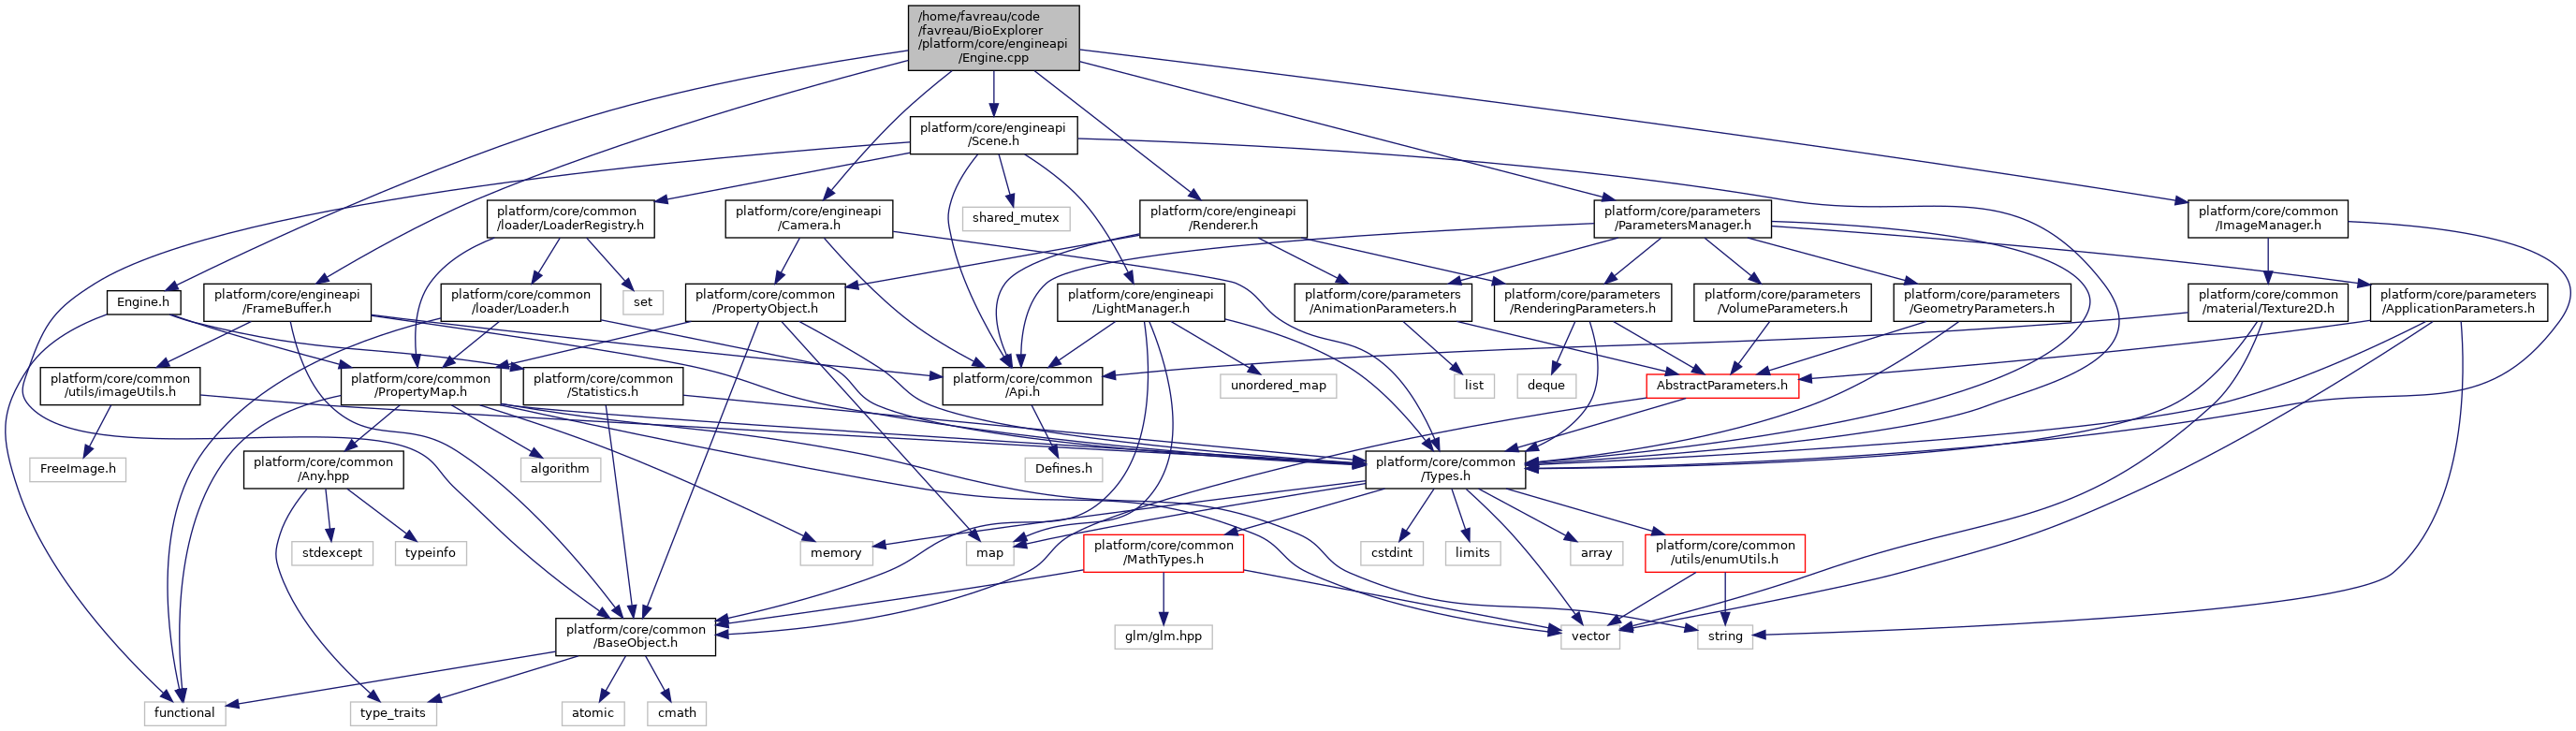 /home/favreau/code
/favreau/BioExplorer
/platform/core/engineapi
/Engine.cpp
platform/core/engineapi
/Scene.h
platform/core/common
/loader/LoaderRegistry.h
platform/core/engineapi
/Camera.h
shared_mutex
platform/core/engineapi
/Renderer.h
platform/core/parameters
/ParametersManager.h
platform/core/common
/ImageManager.h
Engine.h
platform/core/engineapi
/FrameBuffer.h
platform/core/common
/loader/Loader.h
set
platform/core/common
/PropertyObject.h
platform/core/engineapi
/LightManager.h
platform/core/parameters
/AnimationParameters.h
platform/core/parameters
/RenderingParameters.h
platform/core/parameters
/VolumeParameters.h
platform/core/parameters
/GeometryParameters.h
platform/core/common
/material/Texture2D.h
platform/core/parameters
/ApplicationParameters.h
platform/core/common
/utils/imageUtils.h
platform/core/common
/PropertyMap.h
platform/core/common
/Statistics.h
platform/core/common
/Api.h
unordered_map
list
deque
AbstractParameters.h
FreeImage.h
platform/core/common
/Any.hpp
algorithm
Defines.h
platform/core/common
/Types.h
stdexcept
typeinfo
memory
map
platform/core/common
/MathTypes.h
cstdint
limits
array
platform/core/common
/utils/enumUtils.h
platform/core/common
/BaseObject.h
glm/glm.hpp
vector
string
functional
type_traits
atomic
cmath